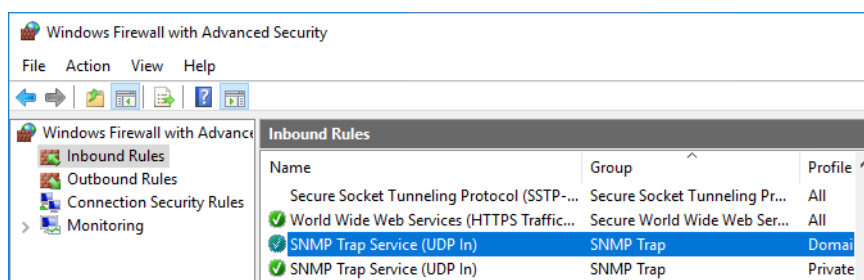 Windows Firewall with Advanced Security
File Action View Help
Windows Firewall with Advance
Inbound Rules
Outbound Rules
Connection Security Rules
Monitoring
Inbound Rules
Name Group Profile
Secure Socket Tunneling Protocol (SSTP-... Secure Socket Tunneling Pr... All
World Wide Web Services (HTTPS Traffic... Secure World Wide Web Ser... All
SNMP Trap Service (UDP In) SNMP Trap Domai
SNMP Trap Service (UDP In) SNMP Trap Private